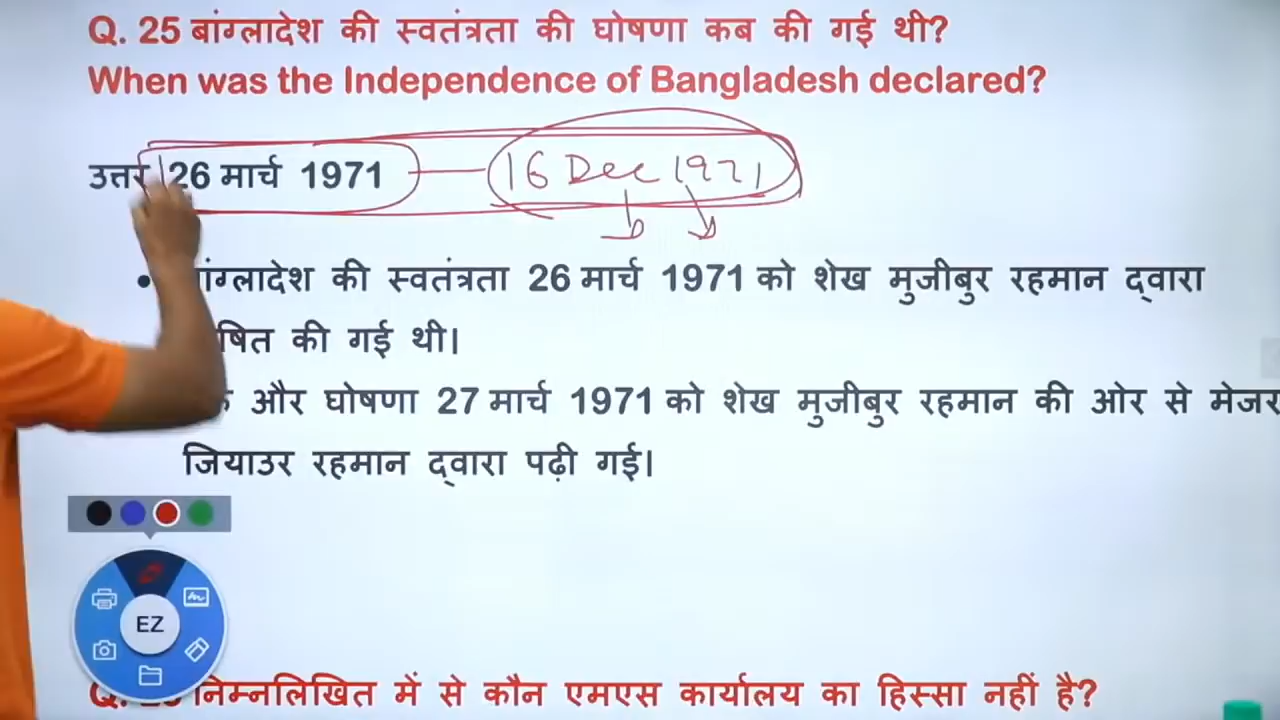 Q. 25 बांग्लादेश की स्वतंत्रता की घोषणा कब की गई थी?
When was the Independence of Bangladesh declared?
उत्तर 26 मार्च 1971 16 Dec 1971
बांग्लादेश की स्वतंत्रता 26 मार्च 1971 को शेख मुजीबुर रहमान द्वारा
षित की गई थी।
और घोषणा 27 मार्च 1971 को शेख मुजीबुर रहमान की ओर से मेजर
जियाउर रहमान द्वारा पढ़ी गई।
EZ
Q. निम्नलिखित में से कौन एमएस कार्यालय का हिस्सा नहीं है?